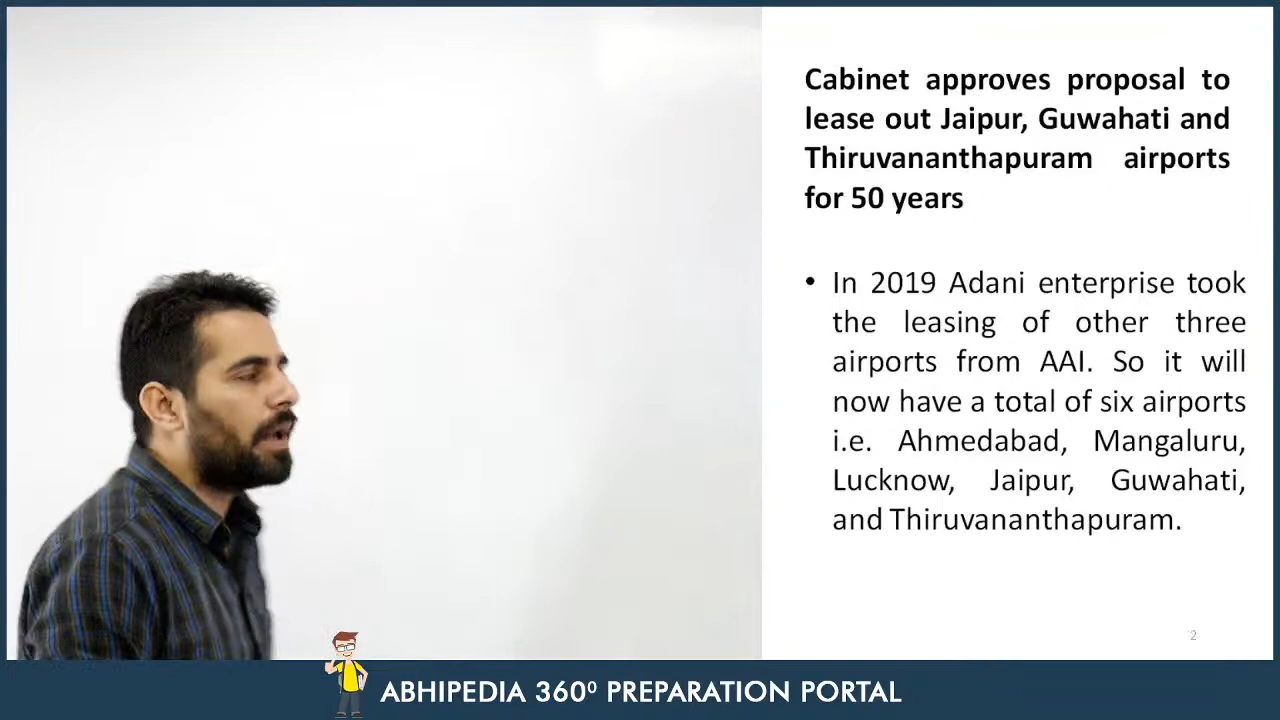 Cabinet approves proposal to
lease out Jaipur, Guwahati and
Thiruvananthapuram airports
for 50 years
• In 2019 Adani enterprise took
the leasing of other three
airports from AAI. So it will
now have a total of six airports
i.e. Ahmedabad, Mangaluru,
Lucknow, Jaipur, Guwahati,
and Thiruvananthapuram.
2
ABHIPEDIA 360⁰ PREPARATION PORTAL